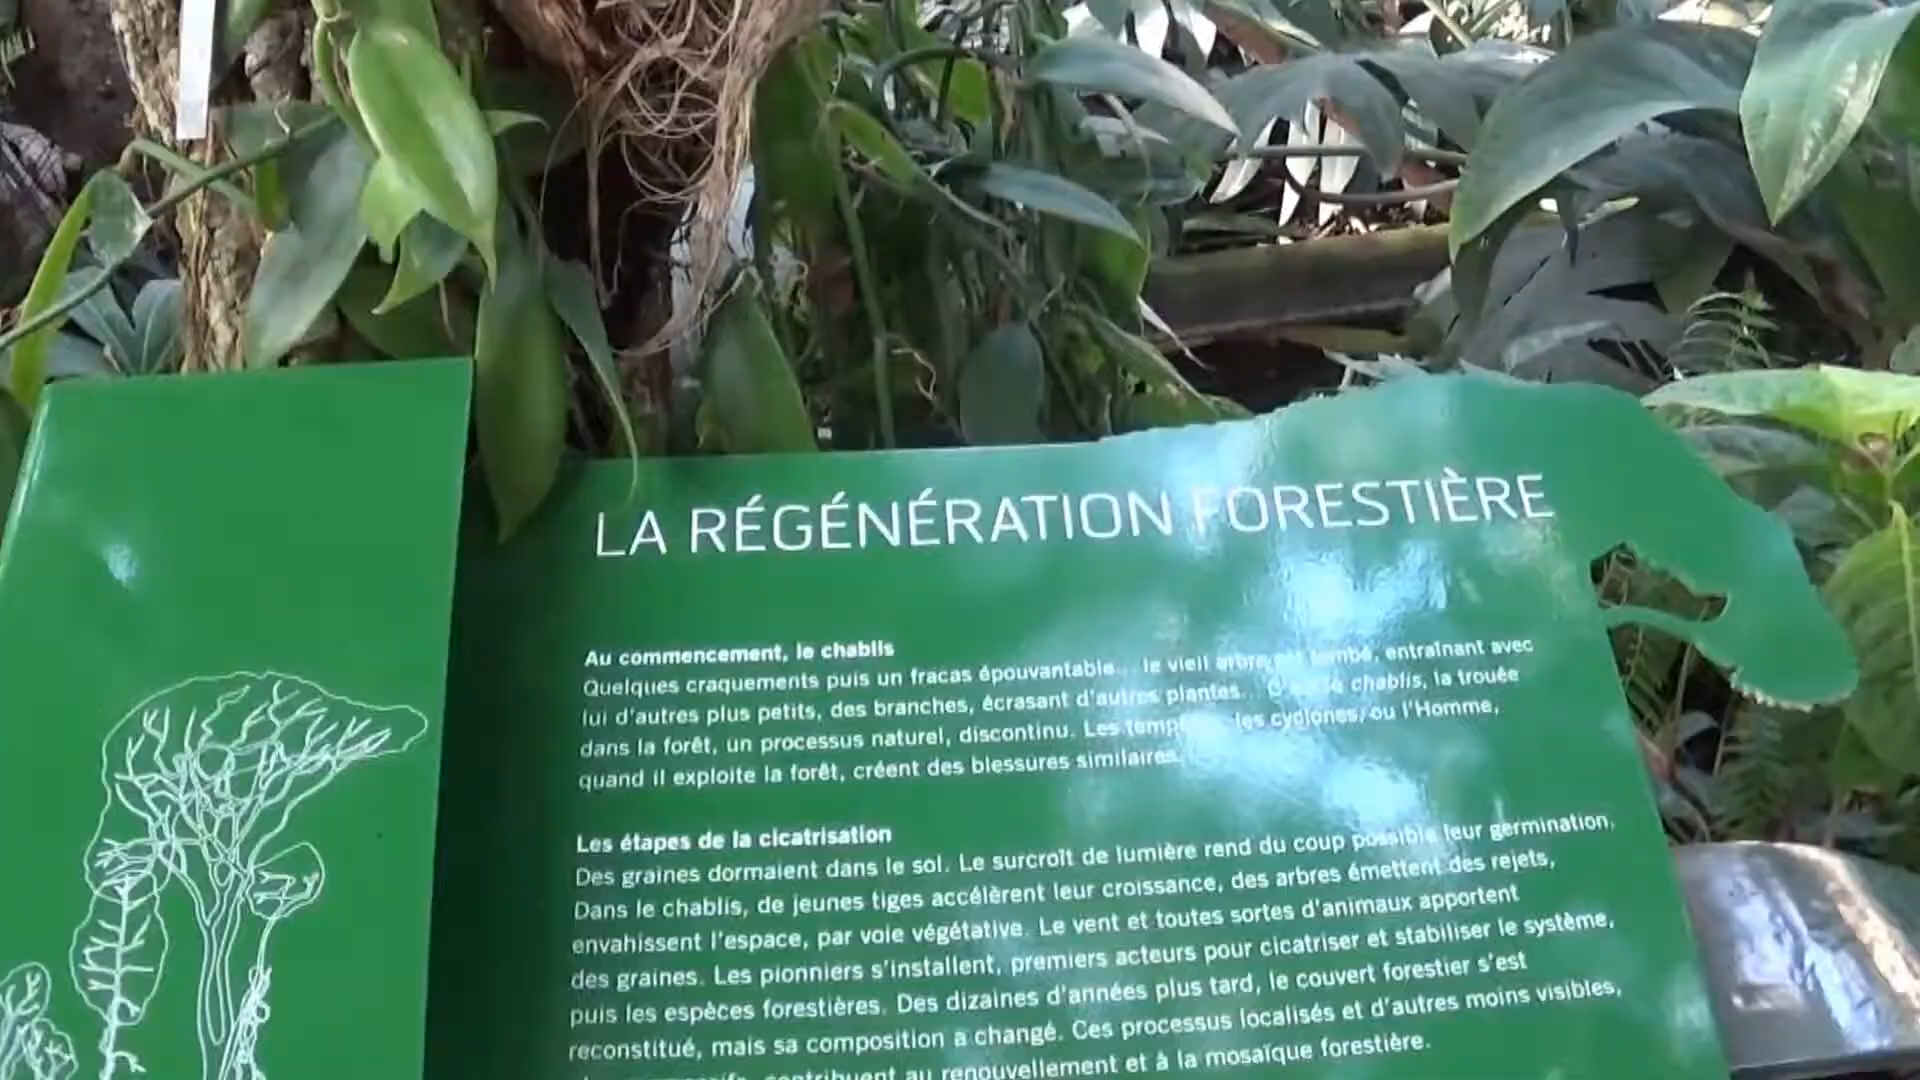 LA RÉGÉNÉRATION FORESTIÈRE
Au commencement, le chablis
Quelques craquements puis un fracas épouvantable... le vieil arbre est tombé, entraînant avec
lui d'autres plus petits, des branches, écrasant d'autres plantes... chablis, la trouée
dans la forêt, un processus naturel, discontinu. Les les cyclones, ou l'Homme,
quand il exploite la forêt, créent des blessures similaires.
Les étapes de la cicatrisation
Des graines dormaient dans le sol. Le surcroît de lumière rend du coup possible leur germination.
Dans le chablis, de jeunes tiges accélèrent leur croissance, des arbres émettent des rejets,
envahissent l'espace, par voie végétative. Le vent et toutes sortes d'animaux apportent
des graines. Les pionniers s'installent, premiers acteurs pour cicatriser et stabiliser le système,
puis les espèces forestières. Des dizaines d'années plus tard, le couvert forestier s'est
reconstitué, mais sa composition a changé. Ces processus localisés et d'autres moins visibles,
contribuent au renouvellement et à la mosaïque forestière.